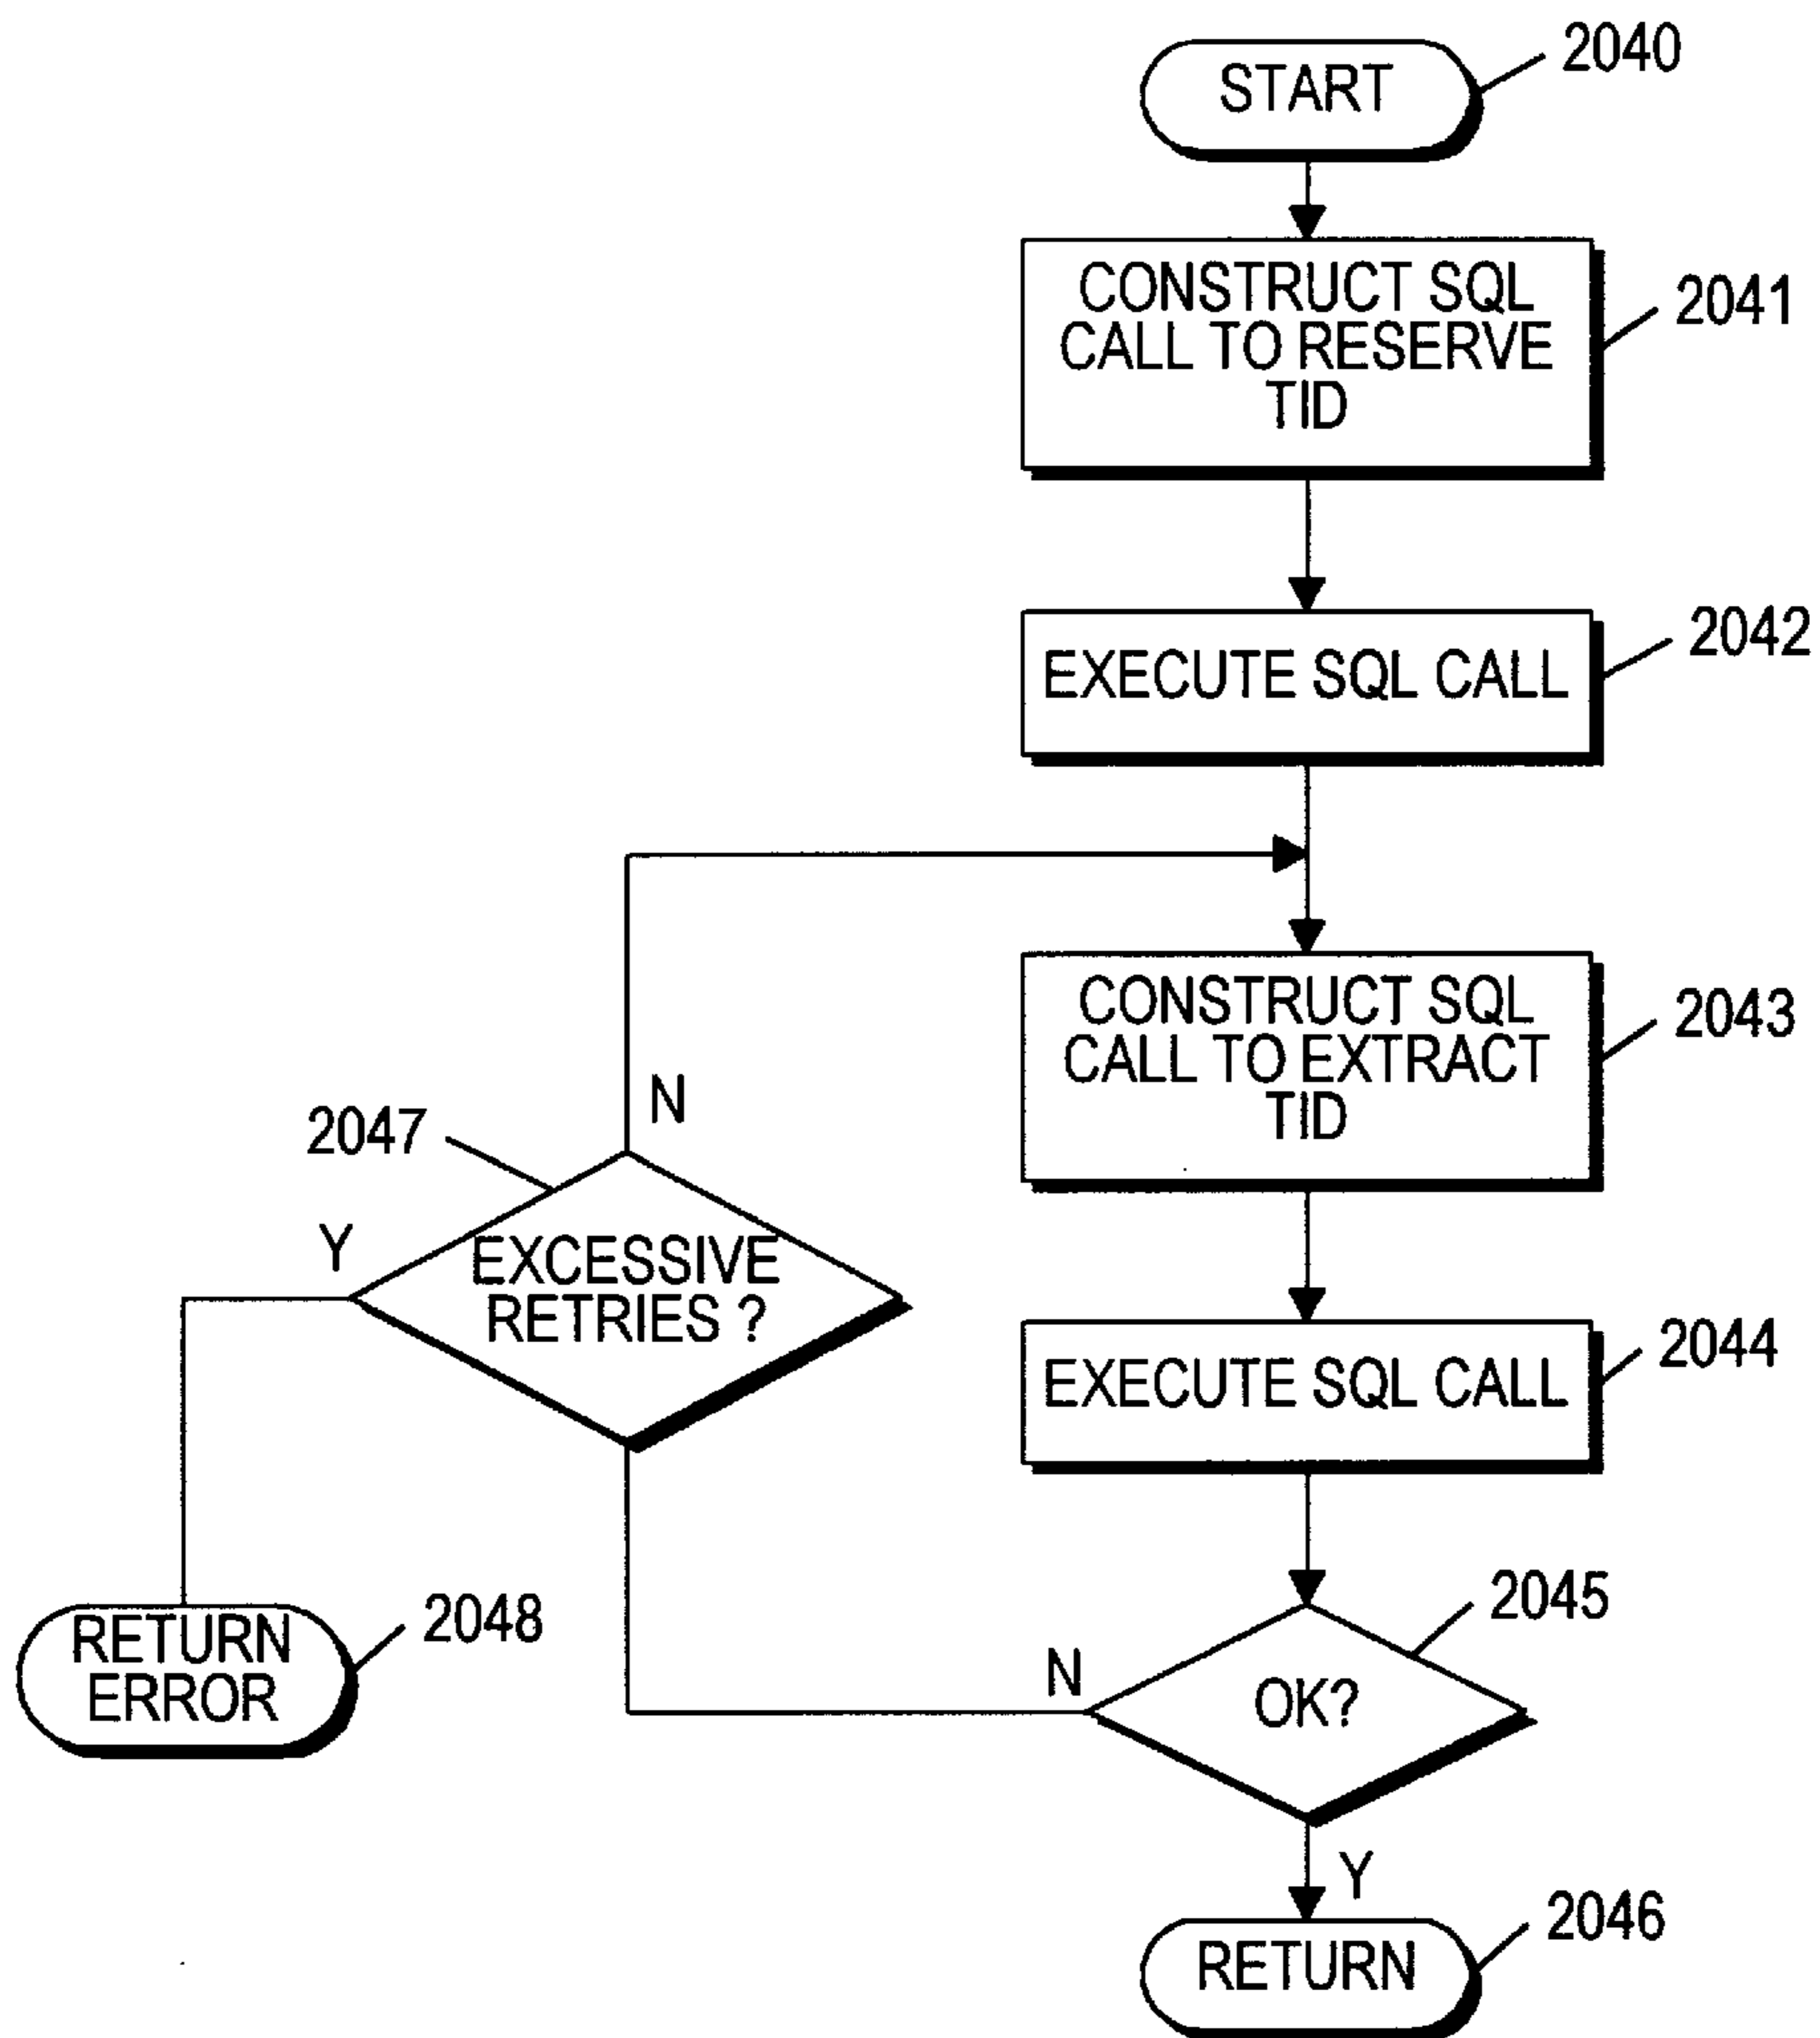 START
2040
CONSTRUCT SQL
CALL TO RESERVE
TID
2041
EXECUTE SQL CALL
2042
CONSTRUCT SQL
CALL TO EXTRACT
TID
2043
N
2047
Y
EXCESSIVE
RETRIES ?
EXECUTE SQL CALL
2044
RETURN
ERROR
2048
N
OK?
2045
Y
RETURN
2046